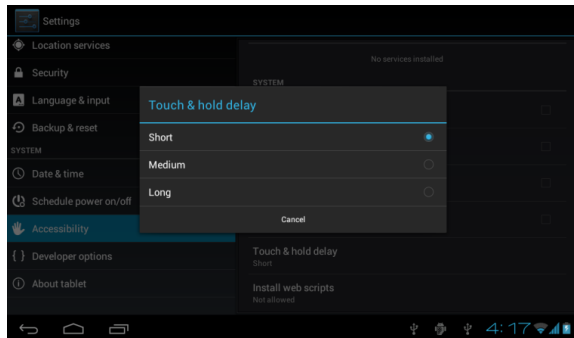 Settings
Location services
Security
Language & input
Backup & reset
SYSTEM
Date & time
Schedule power on/off
Accessibility
Developer options
About tablet
No services installed
SYSTEM
Touch & hold delay
Short
Medium
Long
Cancel
Touch & hold delay
Short
Install web scripts
Not allowed
4:17